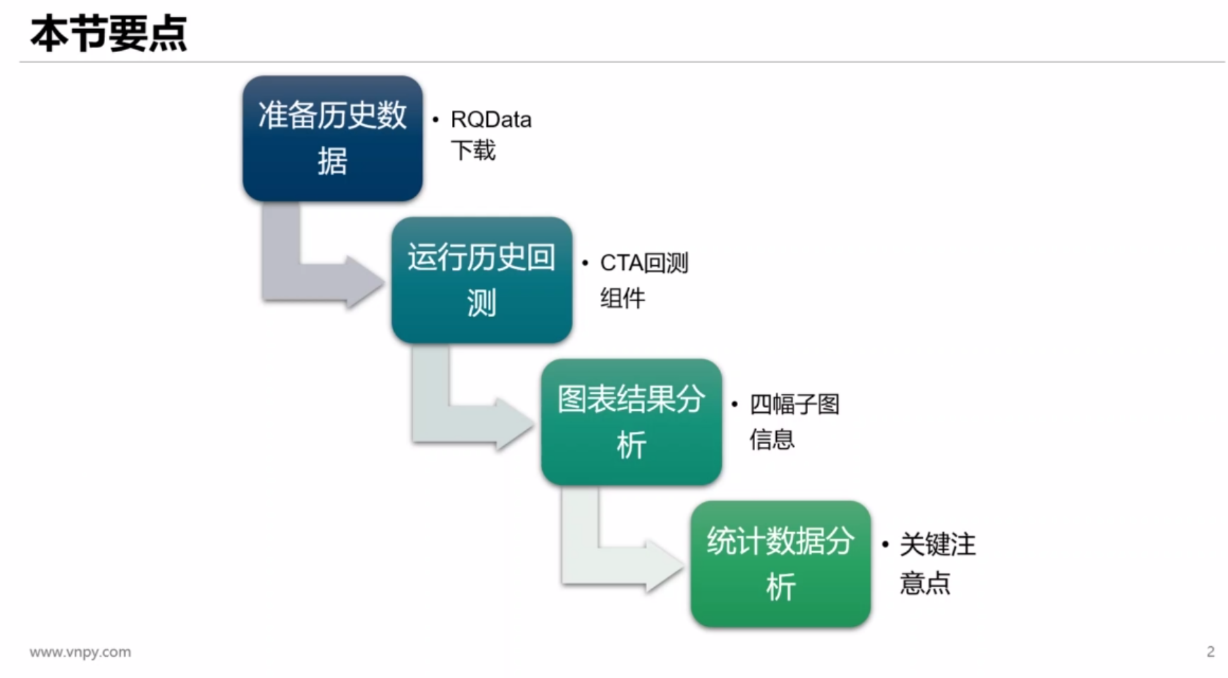 本节要点
准备历史数
据
• RQData
下载
运行历史回
测
• CTA回测
组件
图表结果分
析
• 四幅子图
信息
统计数据分
析
• 关键注
意点
www.vnpy.com
2